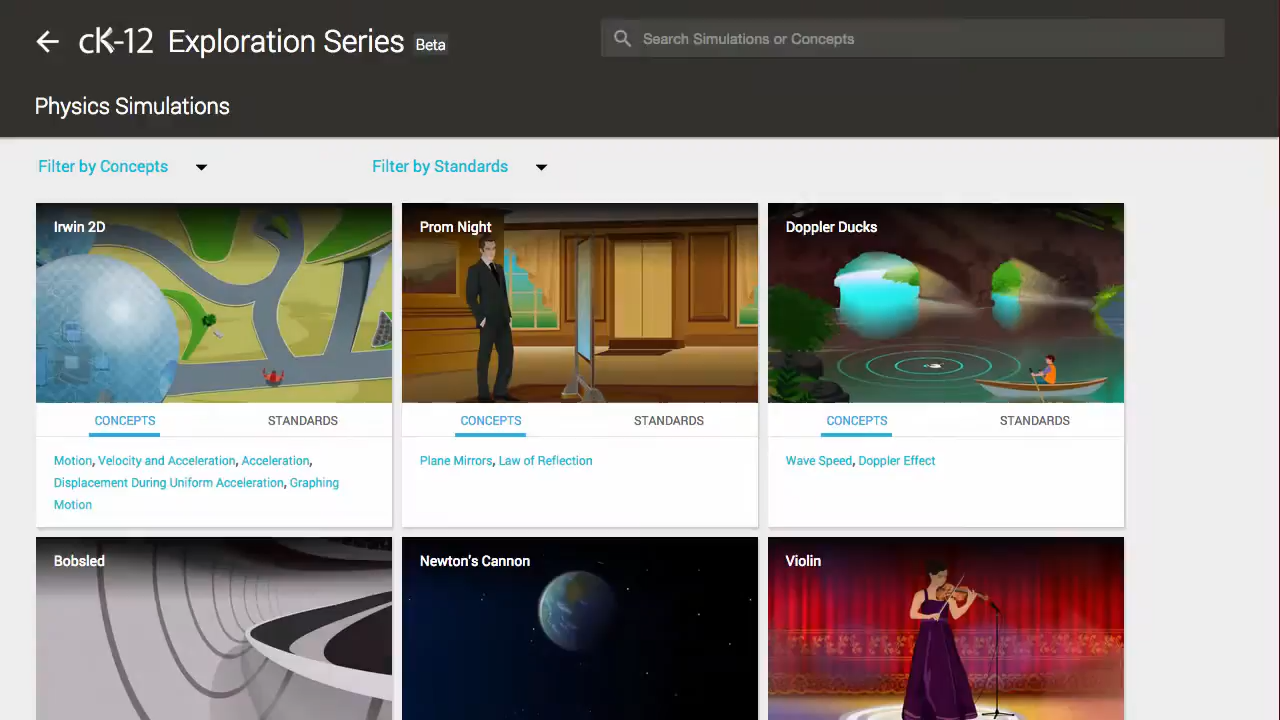 cK-12 Exploration Series Beta
Search Simulations or Concepts
Physics Simulations
Filter by Concepts
Filter by Standards
Irwin 2D
Prom Night
Doppler Ducks
CONCEPTS STANDARDS
CONCEPTS STANDARDS
CONCEPTS STANDARDS
Motion, Velocity and Acceleration, Acceleration,
Displacement During Uniform Acceleration, Graphing
Motion
Plane Mirrors, Law of Reflection
Wave Speed, Doppler Effect
Bobsled
Newton's Cannon
Violin